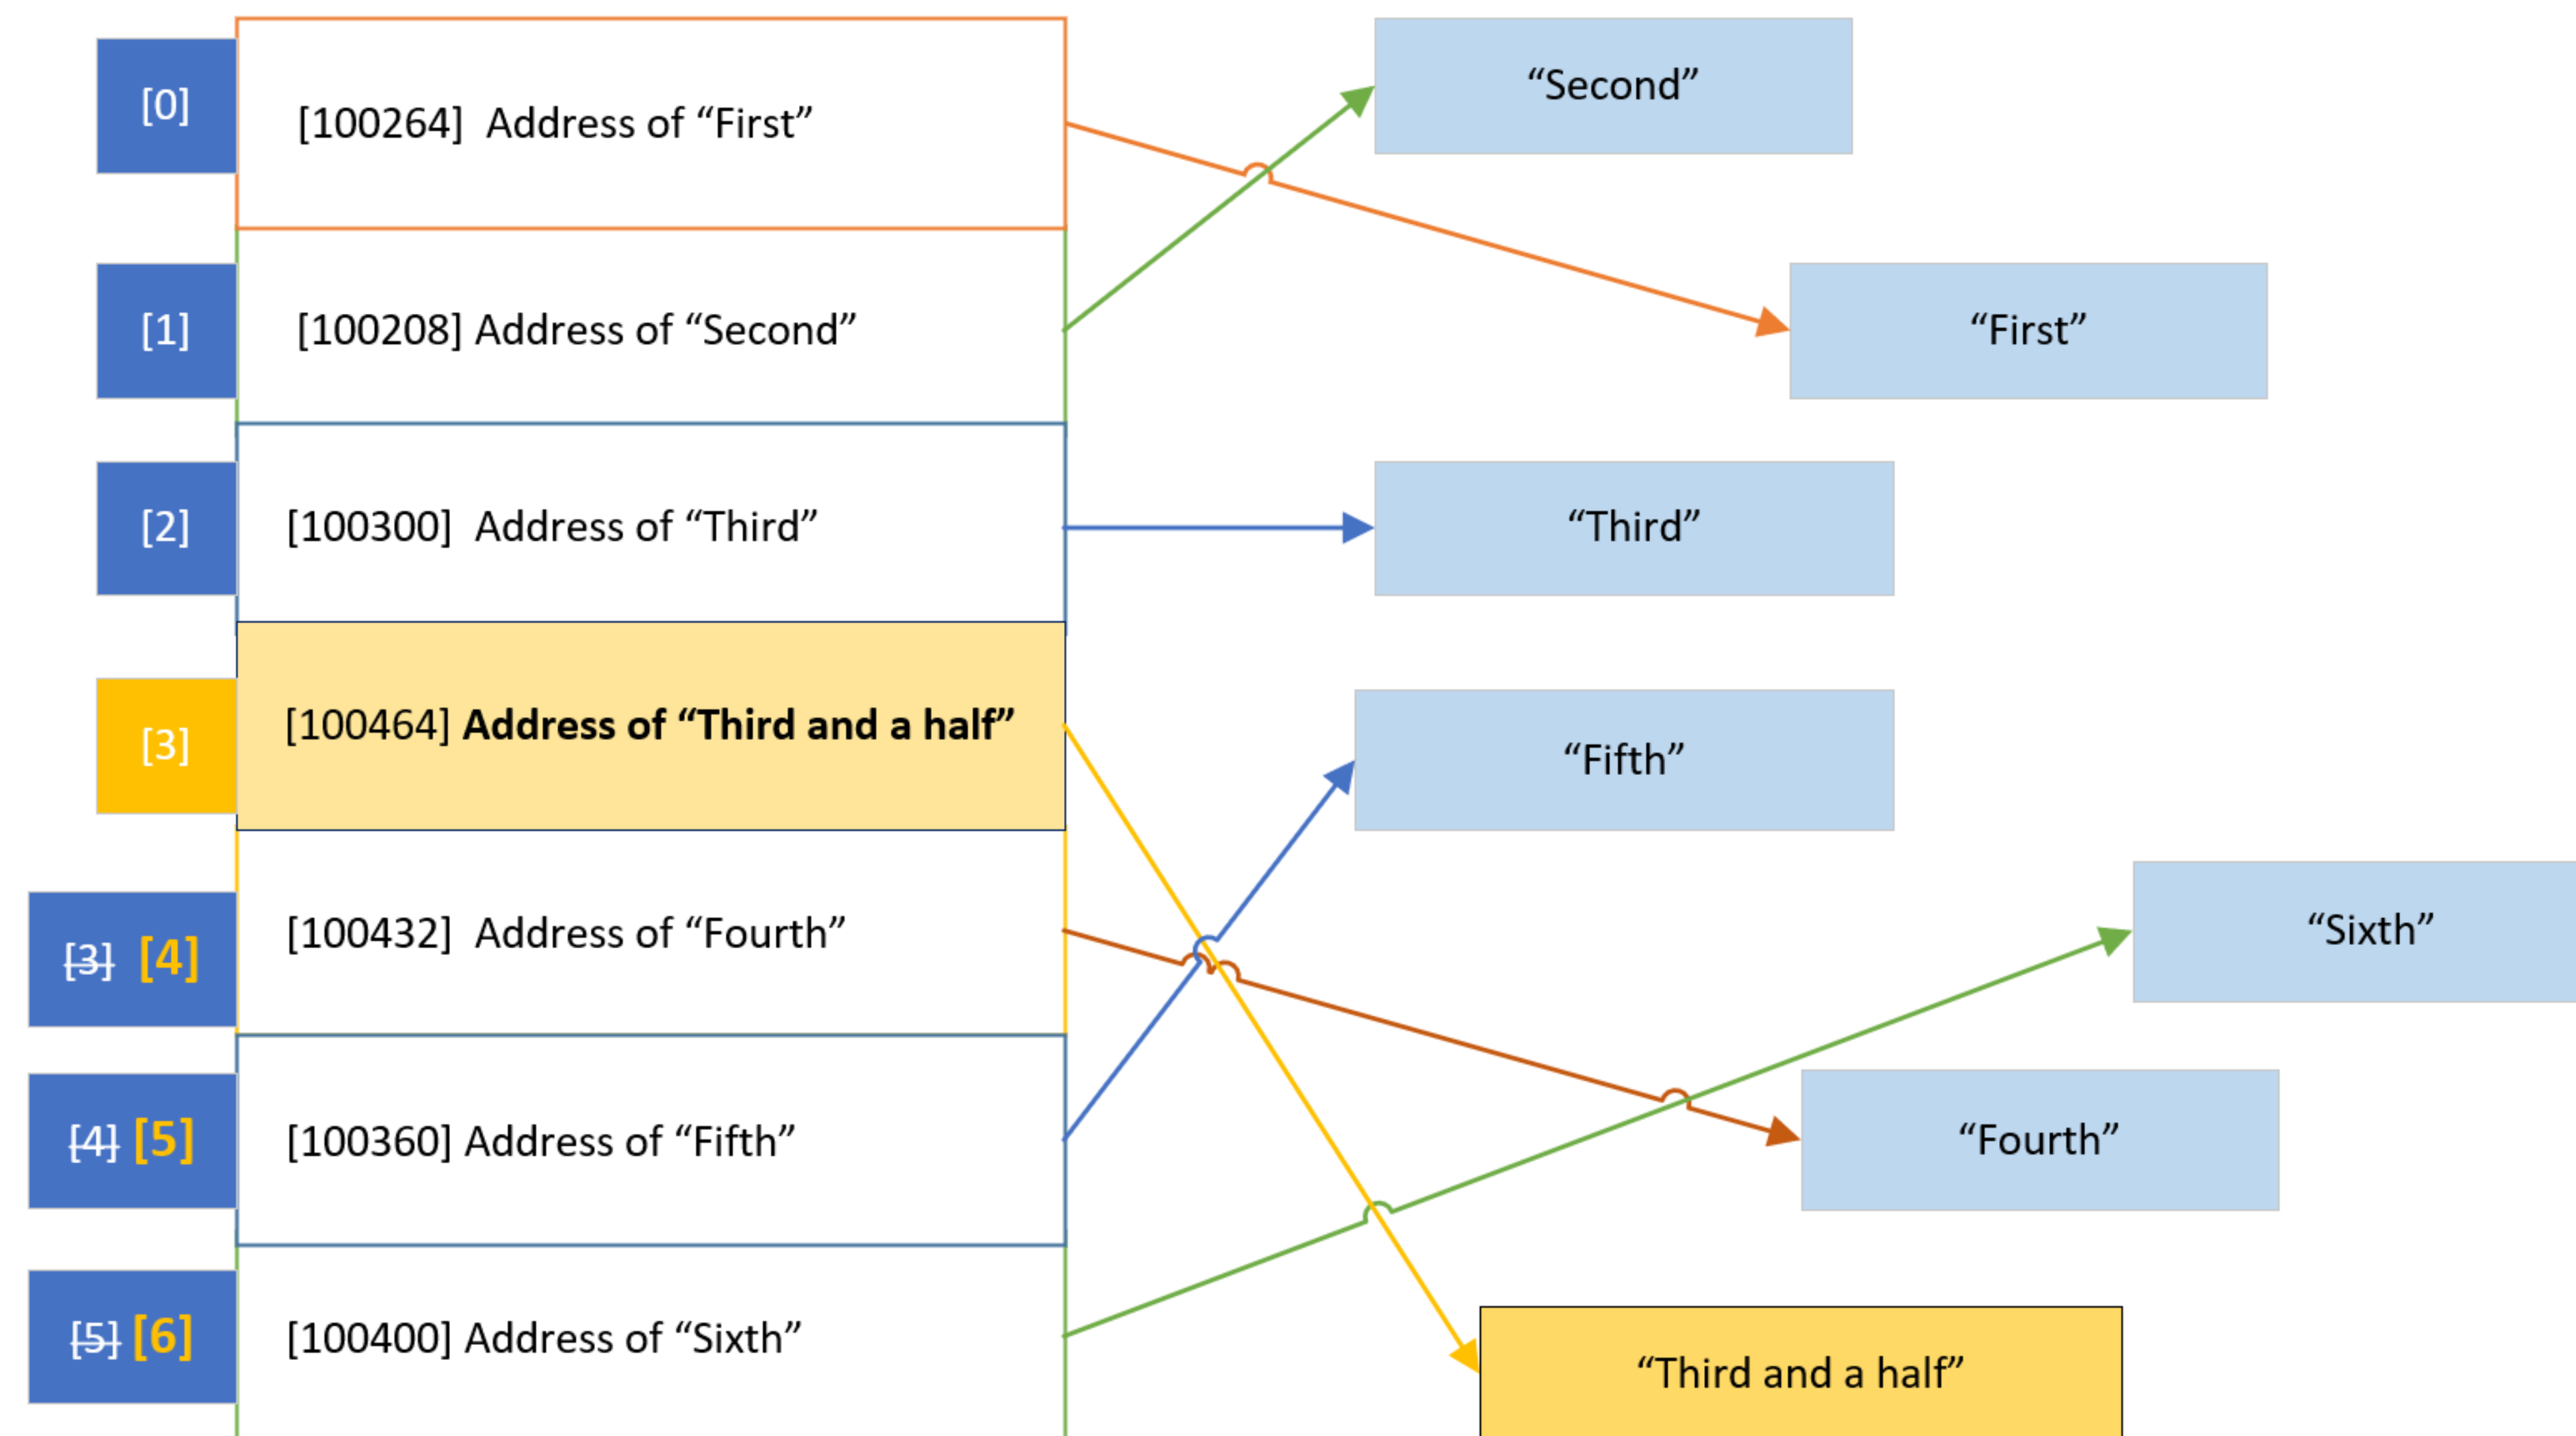 [0]
[100264]  Address of “First”
“Second”
[1]
[100208] Address of “Second”
“First”
[2]
[100300]  Address of “Third”
“Third”
[3]
[100464] Address of “Third and a half”
“Fifth”
[3] [4]
[100432]  Address of “Fourth”
“Sixth”
[4] [5]
[100360] Address of “Fifth”
“Fourth”
[5] [6]
[100400] Address of “Sixth”
“Third and a half”